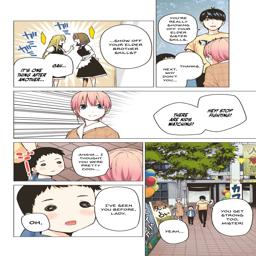 YOU'RE
REALLY
SHOWING
OFF YOUR
ELDER
SISTER
SKILLS.
THANKS.
NEXT,
WHY
DON'T
YOU...
...SHOW OFF
YOUR ELDER
BROTHER
SKILLS?
GAH...
IT'S ONE
THING AFTER
ANOTHER...
HEY! STOP
FIGHTING!
THERE
ARE KIDS
WATCHING!
AHHH... I
THOUGHT
YOU WERE
PRETTY
COOL...
I'VE SEEN
YOU BEFORE,
LADY.
OH,
YOU GET
STRONG
TOO,
MISTER!
YEAH...